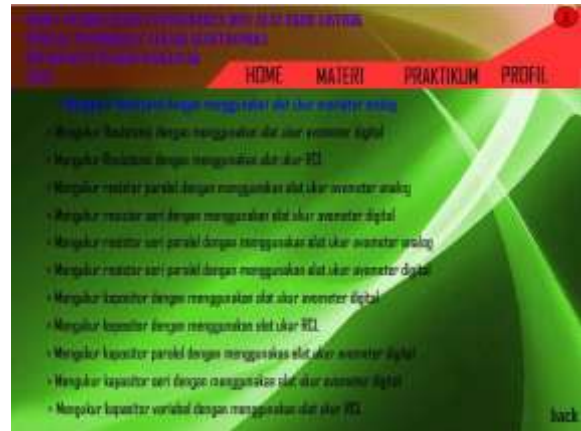 HOME MATERI PRAKTIKUM PROFIL
> Mengukur Resistansi dengan menggunakan alat ukur avometer analog
> Mengukur Resistansi dengan menggunakan alat ukur avometer digital
> Mengukur Resistansi dengan menggunakan alat ukur RCL
> Mengukur resistor paralel dengan menggunakan alat ukur avometer analog
> Mengukur resistor seri dengan menggunakan alat ukur avometer digital
> Mengukur resistor seri paralel dengan menggunakan alat ukur avometer analog
> Mengukur resistor seri paralel dengan menggunakan alat ukur avometer digital
> Mengukur kapasitor dengan menggunakan alat ukur avometer digital
> Mengukur kapasitor dengan menggunakan alat ukur RCL
> Mengukur kapasitor paralel dengan menggunakan alat ukur avometer digital
> Mengukur kapasitor seri dengan menggunakan alat ukur avometer digital
> Mengukur kapasitor variabel dengan menggunakan alat ukur RCL
back